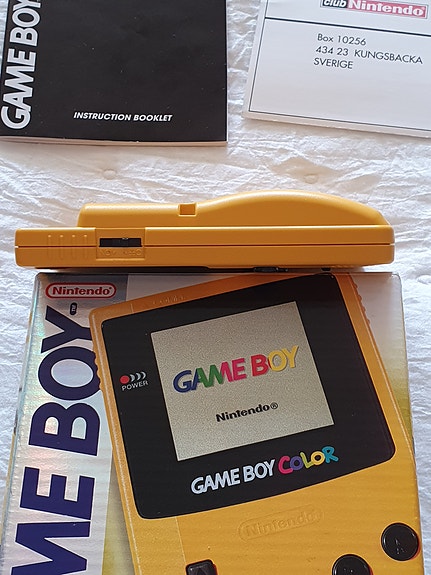 GAME BOY
INSTRUCTION BOOKLET
club Nintendo
Box 10256
434 23 KUNGSBACKA
SVERIGE
Nintendo®
GAME BOY
POWER
GAME BOY
Nintendo®
GAME BOY COLOR
Nintendo